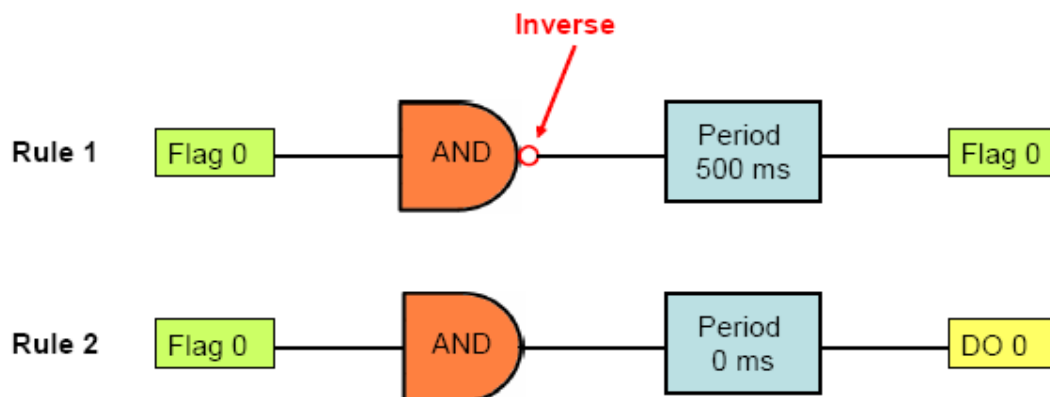 Inverse
Rule 1
Flag 0
AND
Period
500 ms
Flag 0
Rule 2
Flag 0
AND
Period
0 ms
DO 0